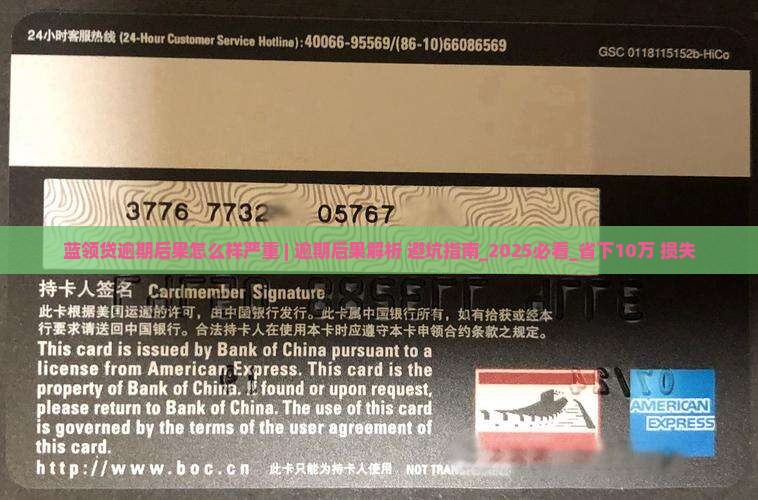 24小时客服热线 (24-Hour Customer Service Hotline):40066-95569/(86-10)66086569
GSC 0118115152b-HiCo
3776 7732 05767
蓝领贷逾期后果怎么样严重 | 逾期后果解析 避坑指南_2025必看_省下10万 损失
持卡人签名 Cardmember Signature
此卡根据美国运通的许可，由中国银行发行。此卡属中国银行所有，如有拾获或经本
行要求请送回中国银行。合法持卡人在使用本卡时应遵守本卡申领合约条款之规定。
This card is issued by Bank of China pursuant to a
license from American Express. This card is the
property of Bank of China. If found or upon request,
please return to Bank of China. The use of this card
is governed by the terms of the user agreement of
this card.
http://www.boc.cn 此卡只能为持卡人使用 NOT
AMERICAN
EXPRESS